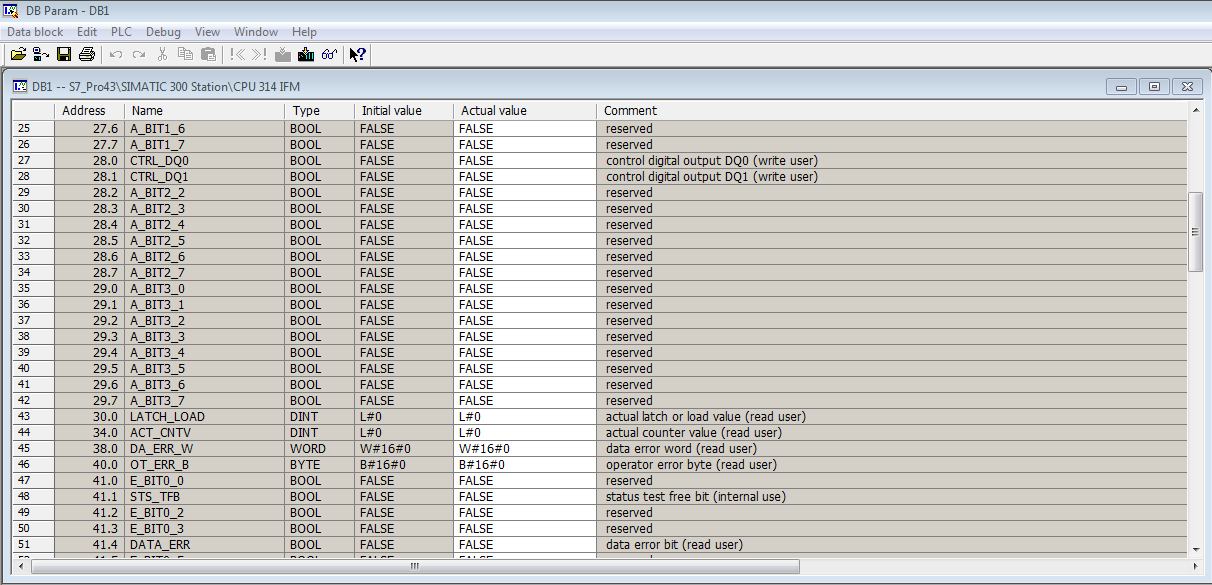 DB Param - DB1
Data block Edit PLC Debug View Window Help
DB1 -- S7_Pro43\SIMATIC 300 Station\CPU 314 IFM
Address Name Type Initial value Actual value Comment
25 27.6 A_BIT1_6 BOOL FALSE FALSE reserved
26 27.7 A_BIT1_7 BOOL FALSE FALSE reserved
27 28.0 CTRL_DQ0 BOOL FALSE FALSE control digital output DQ0 (write user)
28 28.1 CTRL_DQ1 BOOL FALSE FALSE control digital output DQ1 (write user)
29 28.2 A_BIT2_2 BOOL FALSE FALSE reserved
30 28.3 A_BIT2_3 BOOL FALSE FALSE reserved
31 28.4 A_BIT2_4 BOOL FALSE FALSE reserved
32 28.5 A_BIT2_5 BOOL FALSE FALSE reserved
33 28.6 A_BIT2_6 BOOL FALSE FALSE reserved
34 28.7 A_BIT2_7 BOOL FALSE FALSE reserved
35 29.0 A_BIT3_0 BOOL FALSE FALSE reserved
36 29.1 A_BIT3_1 BOOL FALSE FALSE reserved
37 29.2 A_BIT3_2 BOOL FALSE FALSE reserved
38 29.3 A_BIT3_3 BOOL FALSE FALSE reserved
39 29.4 A_BIT3_4 BOOL FALSE FALSE reserved
40 29.5 A_BIT3_5 BOOL FALSE FALSE reserved
41 29.6 A_BIT3_6 BOOL FALSE FALSE reserved
42 29.7 A_BIT3_7 BOOL FALSE FALSE reserved
43 30.0 LATCH_LOAD DINT L#0 L#0 actual latch or load value (read user)
44 34.0 ACT_CNTV DINT L#0 L#0 actual counter value (read user)
45 38.0 DA_ERR_W WORD W#16#0 W#16#0 data error word (read user)
46 40.0 OT_ERR_B BYTE B#16#0 B#16#0 operator error byte (read user)
47 41.0 E_BIT0_0 BOOL FALSE FALSE reserved
48 41.1 STS_TFB BOOL FALSE FALSE status test free bit (internal use)
49 41.2 E_BIT0_2 BOOL FALSE FALSE reserved
50 41.3 E_BIT0_3 BOOL FALSE FALSE reserved
51 41.4 DATA_ERR BOOL FALSE FALSE data error bit (read user)